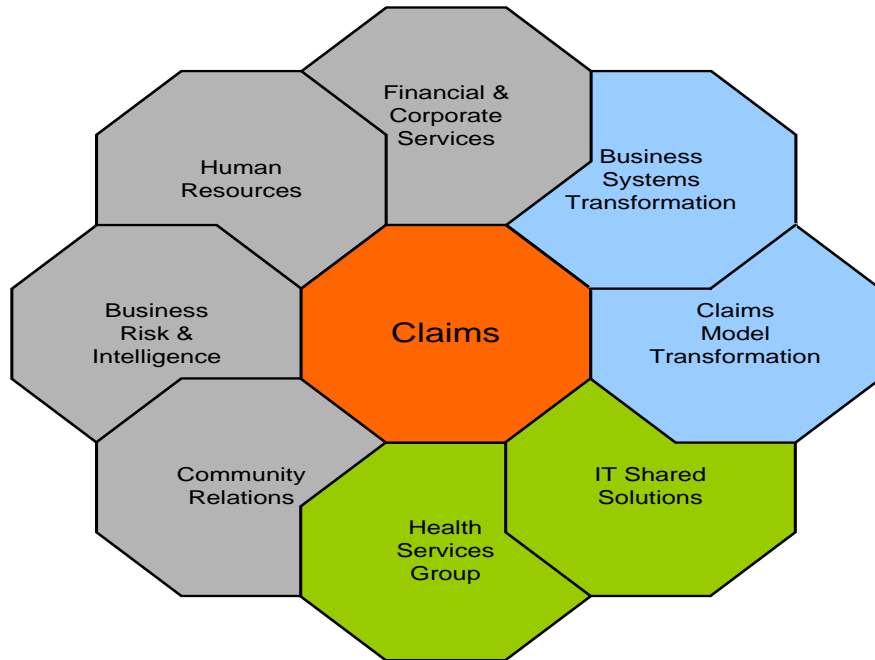 Financial &
Corporate
Services
Business
Systems
Transformation
Human
Resources
Business
Risk &
Intelligence
Claims
Claims
Model
Transformation
Community
Relations
IT Shared
Solutions
Health
Services
Group